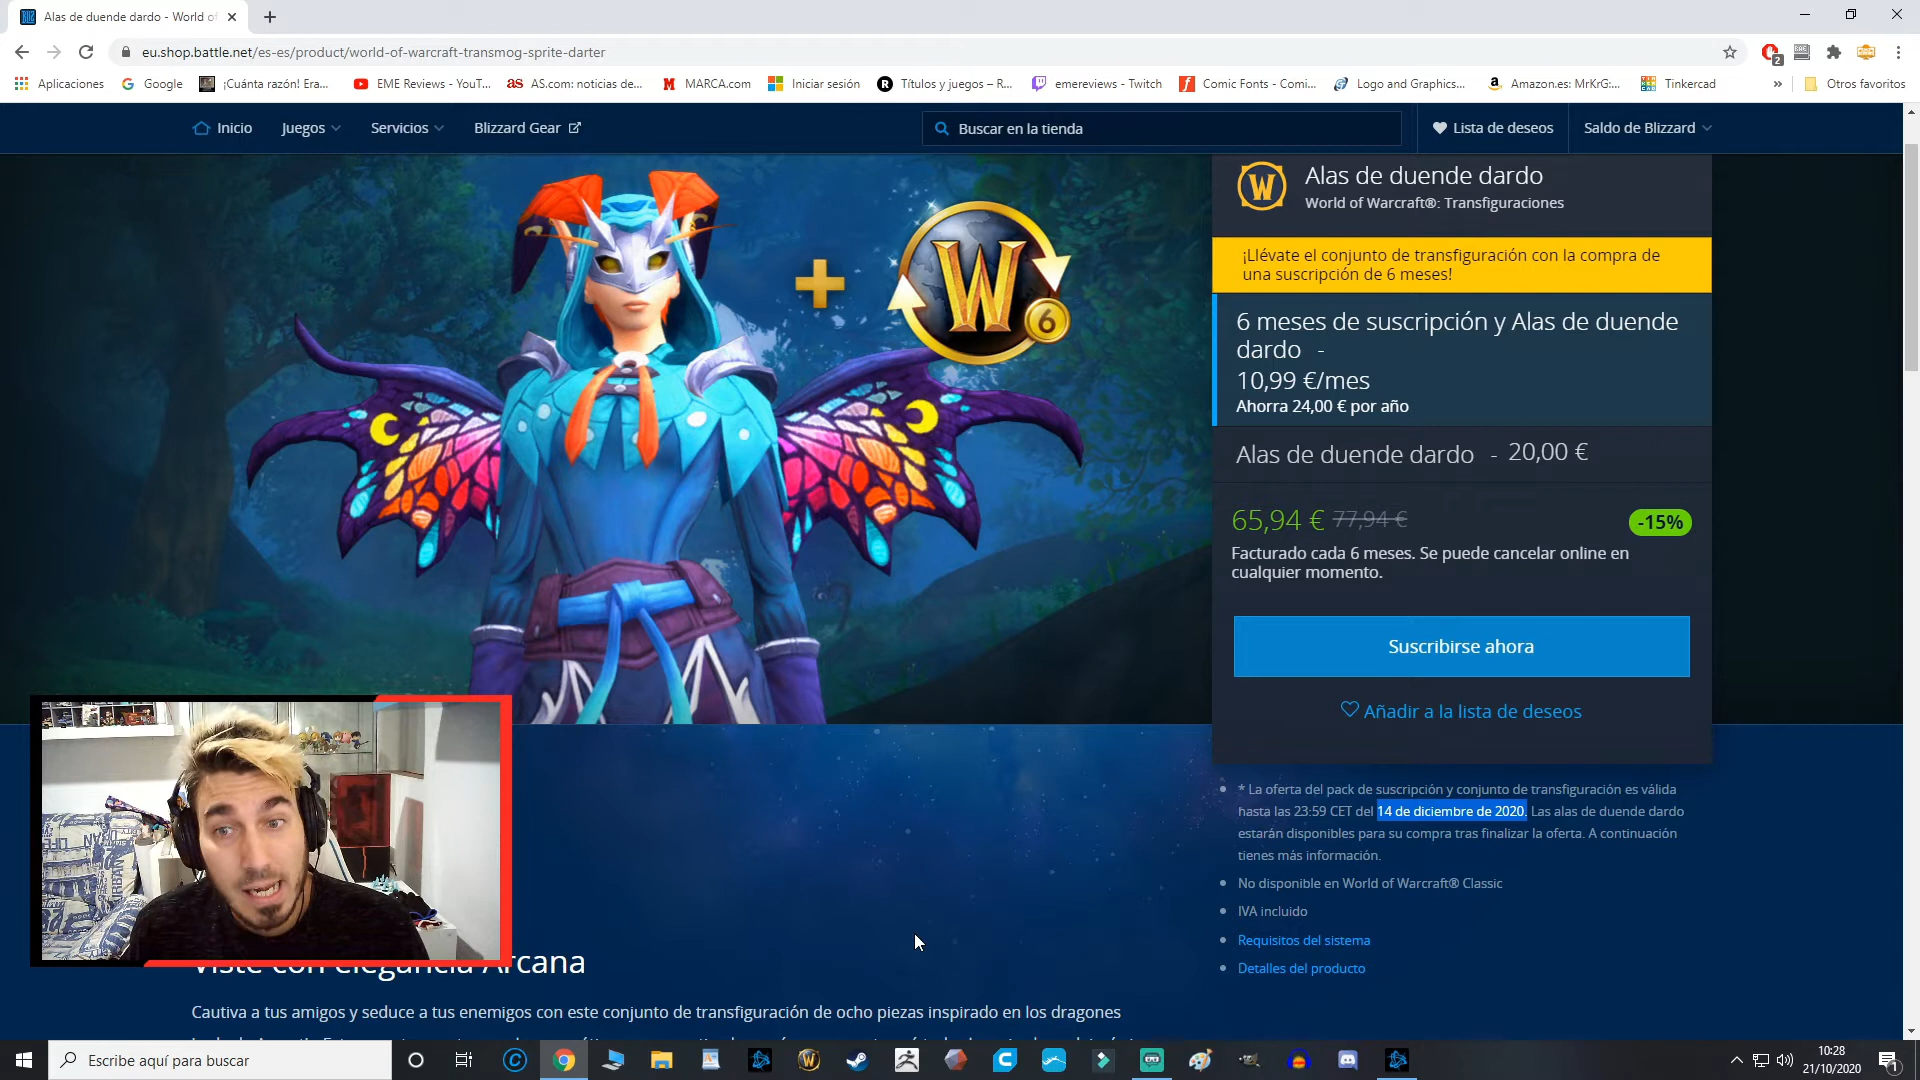 Alas de duende dardo - World of
eu.shop.battle.net/es-es/product/world-of-warcraft-transmog-sprite-darter
2
Aplicaciones
Google
¡Cuánta razón! Era...
EME Reviews - YouT...
AS.com: noticias de...
MARCA.com
Iniciar sesión
Títulos y juegos – R...
emereviews - Twitch
Comic Fonts - Comi...
Logo and Graphics...
Amazon.es: MrKrG:...
Tinkercad
»
Otros favoritos
Inicio
Juegos
Servicios
Blizzard Gear
Buscar en la tienda
Lista de deseos
Saldo de Blizzard
W
6
W
Alas de duende dardo
World of Warcraft®: Transfiguraciones
¡Llévate el conjunto de transfiguración con la compra de
una suscripción de 6 meses!
6 meses de suscripción y Alas de duende
dardo -
10,99 €/mes
Ahorra 24,00 € por año
Alas de duende dardo - 20,00 €
65,94 € 77,94 €
-15%
Facturado cada 6 meses. Se puede cancelar online en
cualquier momento.
Suscribirse ahora
Añadir a la lista de deseos
* La oferta del pack de suscripción y conjunto de transfiguración es válida
hasta las 23:59 CET del 14 de diciembre de 2020. Las alas de duende dardo
estarán disponibles para su compra tras finalizar la oferta. A continuación
tienes más información.
No disponible en World of Warcraft® Classic
IVA incluido
Requisitos del sistema
Detalles del producto
Viste con elegancia Arcana
Cautiva a tus amigos y seduce a tus enemigos con este conjunto de transfiguración de ocho piezas inspirado en los dragones
Escribe aquí para buscar
10:28
21/10/2020
1